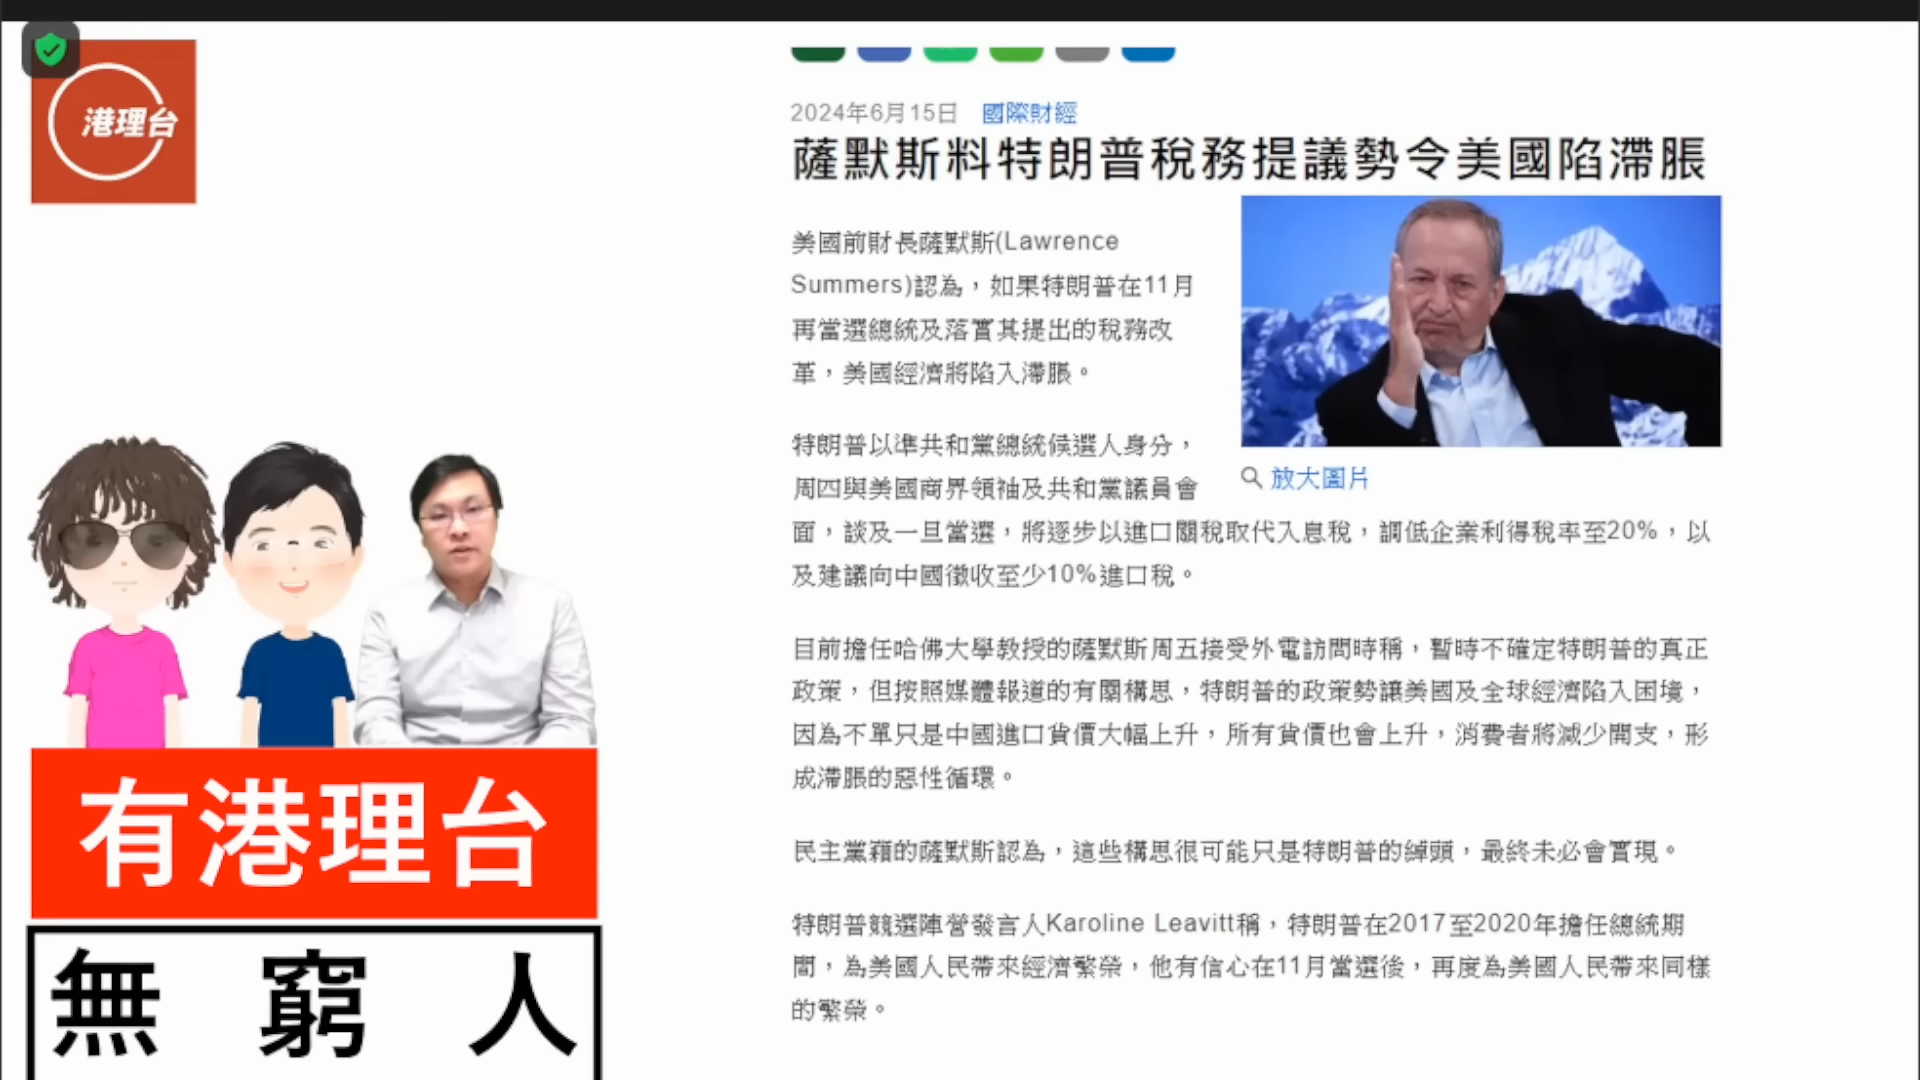 港理台
2024年6月15日 國際財經
薩默斯料特朗普稅務提議勢令美國陷滯脹
美國前財長薩默斯(Lawrence
Summers)認為，如果特朗普在11月
再當選總統及落實其提出的稅務改
革，美國經濟將陷入滯脹。
特朗普以準共和黨總統候選人身分，
周四與美國商界領袖及共和黨議員會
放大圖片
面，談及一旦當選，將逐步以進口關稅取代入息稅，調低企業利得稅率至20%，以
及建議向中國徵收至少10%進口稅。
目前擔任哈佛大學教授的薩默斯周五接受外電訪問時稱，暫時不確定特朗普的真正
政策，但按照媒體報道的有關構思，特朗普的政策勢讓美國及全球經濟陷入困境，
因為不單只是中國進口貨價大幅上升，所有貨價也會上升，消費者將減少開支，形
成滯脹的惡性循環。
民主黨藉的薩默斯認為，這些構思很可能只是特朗普的綽頭，最終未必會實現。
特朗普競選陣營發言人Karoline Leavitt稱，特朗普在2017至2020年擔任總統期
間，為美國人民帶來經濟繁榮，他有信心在11月當選後，再度為美國人民帶來同樣
的繁榮。
有港理台
無窮人